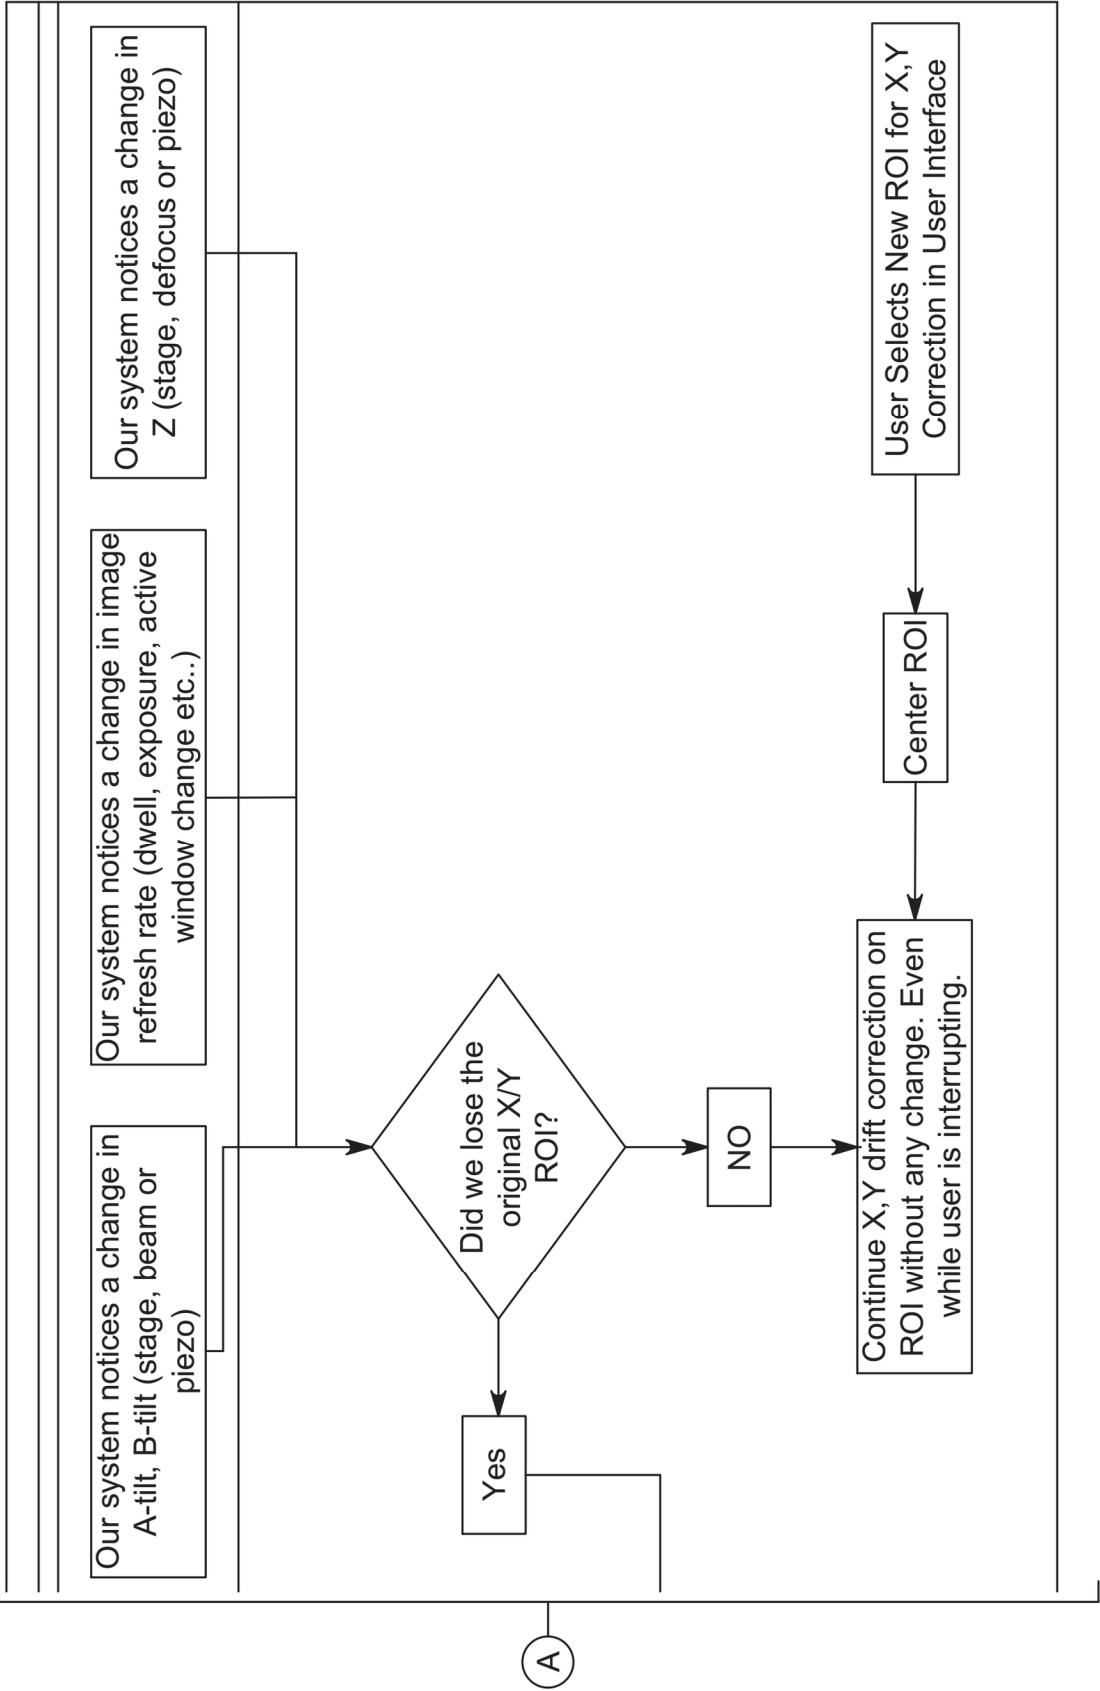 Our system notices a change in
A-tilt, B-tilt (stage, beam or
piezo)
Our system notices a change in image
refresh rate (dwell, exposure, active
window change etc..)
Our system notices a change in
Z (stage, defocus or piezo)
Did we lose the
original X/Y
ROI?
Yes
NO
Continue X,Y drift correction on
ROI without any change. Even
while user is interrupting.
Center ROI
User Selects New ROI for X,Y
Correction in User Interface
A